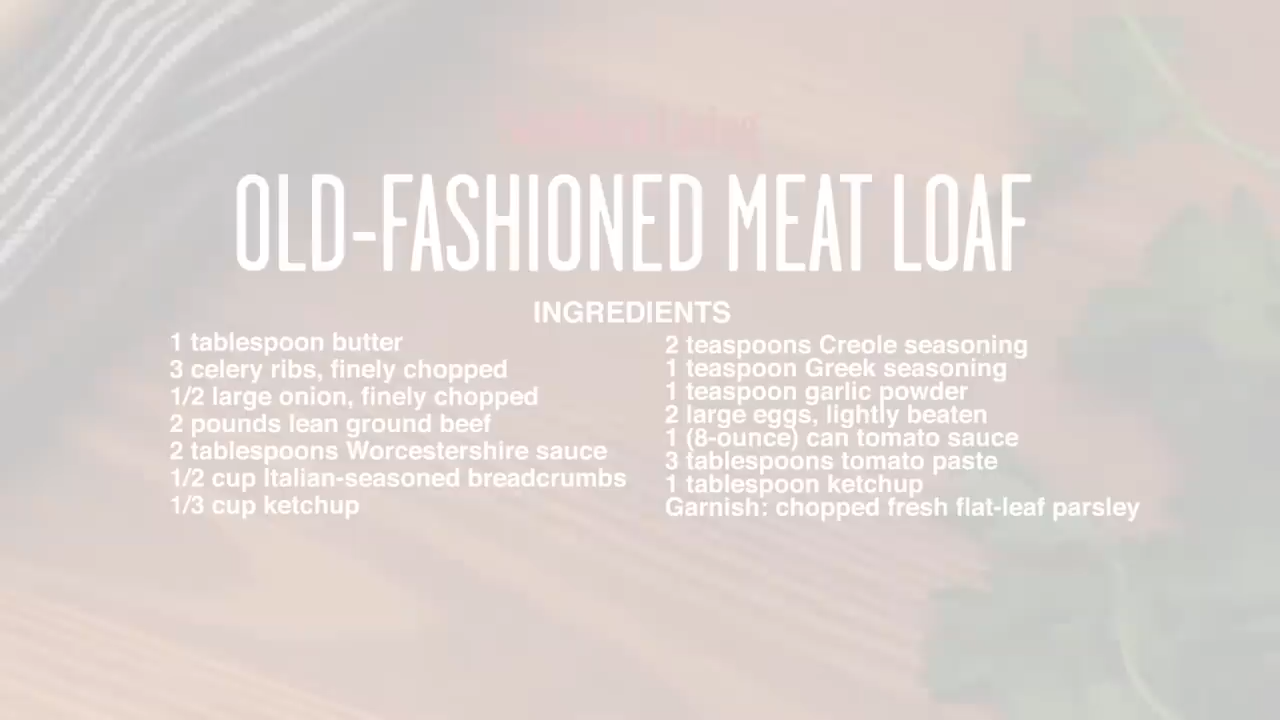 OLD-FASHIONED MEAT LOAF
INGREDIENTS
1 tablespoon butter
3 celery ribs, finely chopped
1/2 large onion, finely chopped
2 pounds lean ground beef
2 tablespoons Worcestershire sauce
1/2 cup Italian-seasoned breadcrumbs
1/3 cup ketchup
2 teaspoons Creole seasoning
1 teaspoon Greek seasoning
1 teaspoon garlic powder
2 large eggs, lightly beaten
1 (8-ounce) can tomato sauce
3 tablespoons tomato paste
1 tablespoon ketchup
Garnish: chopped fresh flat-leaf parsley